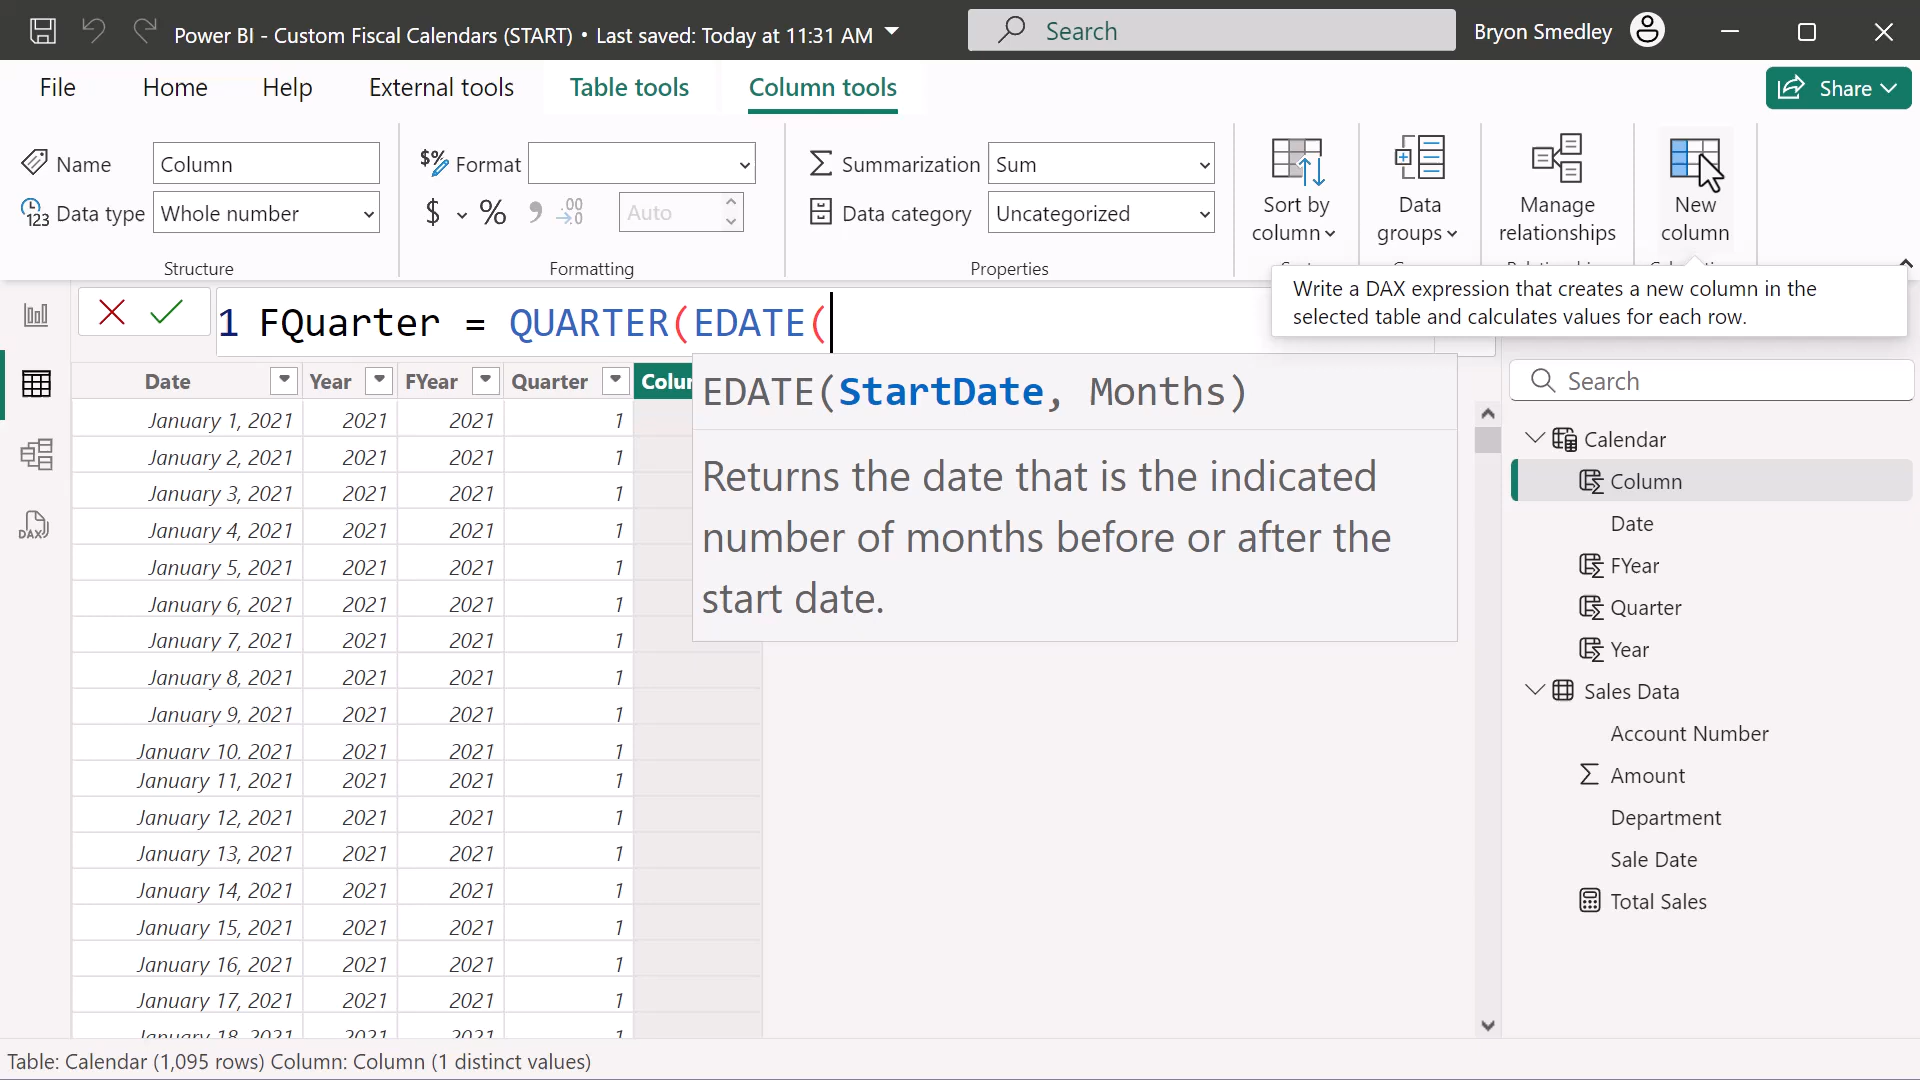 Power BI - Custom Fiscal Calendars (START) • Last saved: Today at 11:31 AM
Search
Bryon Smedley
File Home Help External tools Table tools Column tools
Share
Name Column
Data type Whole number
Structure
$% Format
$ % 9 .00 →.0 Auto
Formatting
Summarization Sum
Data category Uncategorized
Properties
Sort by
column
Data
groups
Manage
relationships
New
column
Write a DAX expression that creates a new column in the
selected table and calculates values for each row.
1 FQuarter = QUARTER(EDATE(
EDATE(StartDate, Months)
Returns the date that is the indicated
number of months before or after the
start date.
Date Year FYear Quarter Colum
January 1, 2021 2021 2021 1
January 2, 2021 2021 2021 1
January 3, 2021 2021 2021 1
January 4, 2021 2021 2021 1
January 5, 2021 2021 2021 1
January 6, 2021 2021 2021 1
January 7, 2021 2021 2021 1
January 8, 2021 2021 2021 1
January 9, 2021 2021 2021 1
January 10, 2021 2021 2021 1
January 11, 2021 2021 2021 1
January 12, 2021 2021 2021 1
January 13, 2021 2021 2021 1
January 14, 2021 2021 2021 1
January 15, 2021 2021 2021 1
January 16, 2021 2021 2021 1
January 17, 2021 2021 2021 1
January 18, 2021 2021 2021 1
DAX
Search
Calendar
Column
Date
FYear
Quarter
Year
Sales Data
Account Number
Amount
Department
Sale Date
Total Sales
Table: Calendar (1,095 rows) Column: Column (1 distinct values)